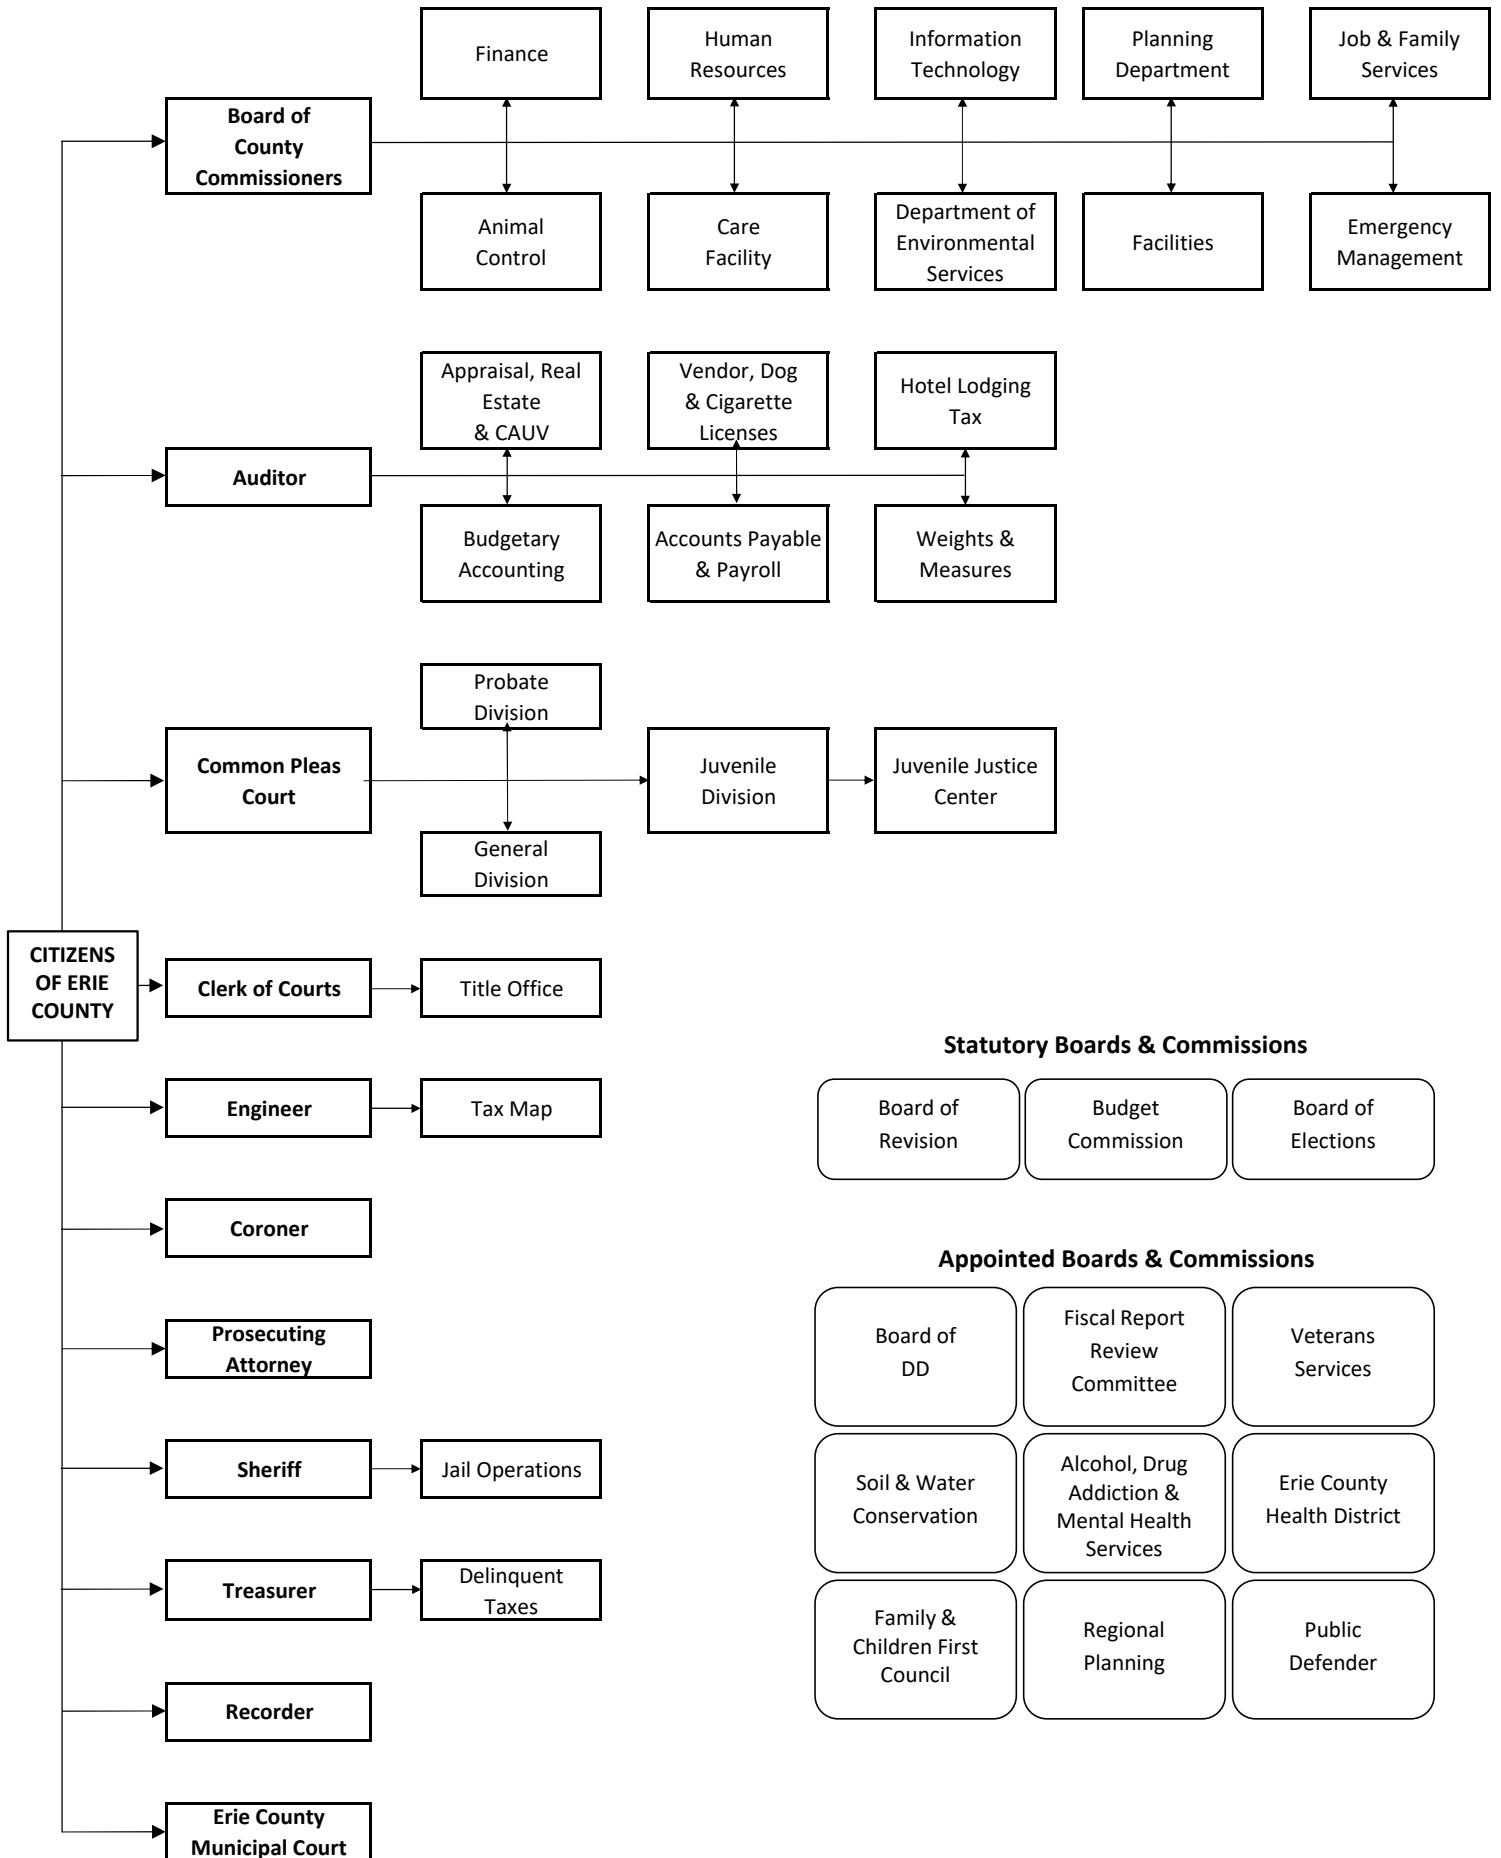 Finance
Human
Resources
Information
Technology
Planning
Department
Job & Family
Services
Board of
County
Commissioners
Animal
Control
Care
Facility
Department of
Environmental
Services
Facilities
Emergency
Management
Appraisal, Real
Estate
& CAUV
Vendor, Dog
& Cigarette
Licenses
Hotel Lodging
Tax
Auditor
Budgetary
Accounting
Accounts Payable
& Payroll
Weights &
Measures
Probate
Division
Common Pleas
Court
Juvenile
Division
Juvenile Justice
Center
General
Division
CITIZENS
OF ERIE
COUNTY
Clerk of Courts
Title Office
Engineer
Tax Map
Coroner
Prosecuting
Attorney
Sheriff
Jail Operations
Treasurer
Delinquent
Taxes
Recorder
Erie County
Municipal Court
Statutory Boards & Commissions
Board of
Revision
Budget
Commission
Board of
Elections
Appointed Boards & Commissions
Board of
DD
Fiscal Report
Review
Committee
Veterans
Services
Soil & Water
Conservation
Alcohol, Drug
Addiction &
Mental Health
Services
Erie County
Health District
Family &
Children First
Council
Regional
Planning
Public
Defender